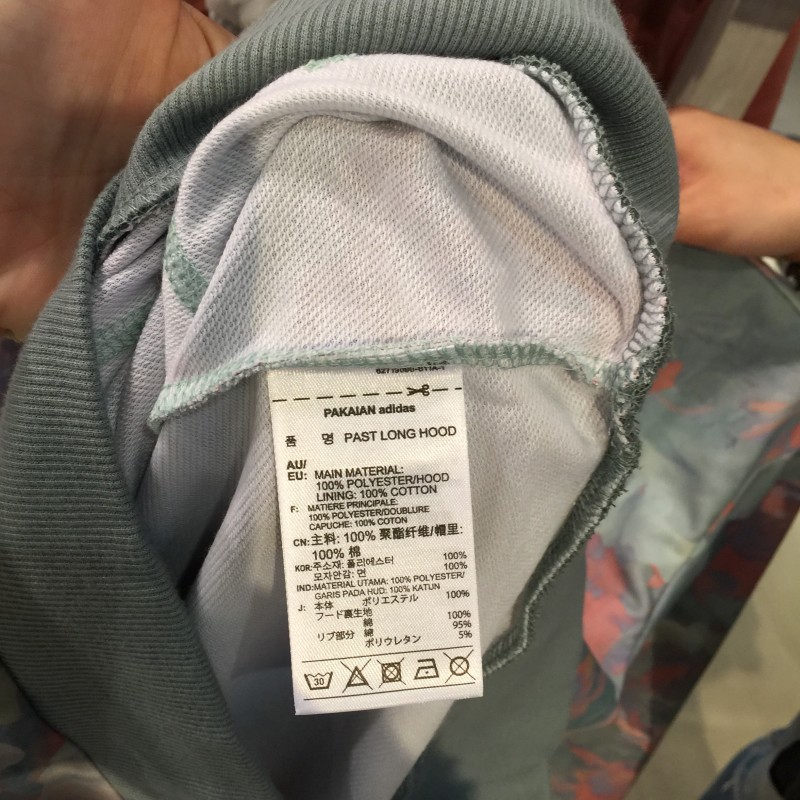 PAKAIAN adidas
품 명 PAST LONG HOOD
AU/
EU: MAIN MATERIAL:
100% POLYESTER/HOOD
LINING: 100% COTTON
F: MATIERE PRINCIPALE:
100% POLYESTER/DOUBLURE
CAPUCHE: 100% COTON
CN:主料: 100% 聚酯纤维/帽里:
100% 棉
KOR:주소재: 폴리에스터 100%
모자안감: 면 100%
IND:MATERIAL UTAMA: 100% POLYESTER/
GARIS PADA HUD: 100% KATUN
J: 本体 ポリエステル 100%
フード裏生地
綿 100%
リブ部分 綿 95%
ポリウレタン 5%
30